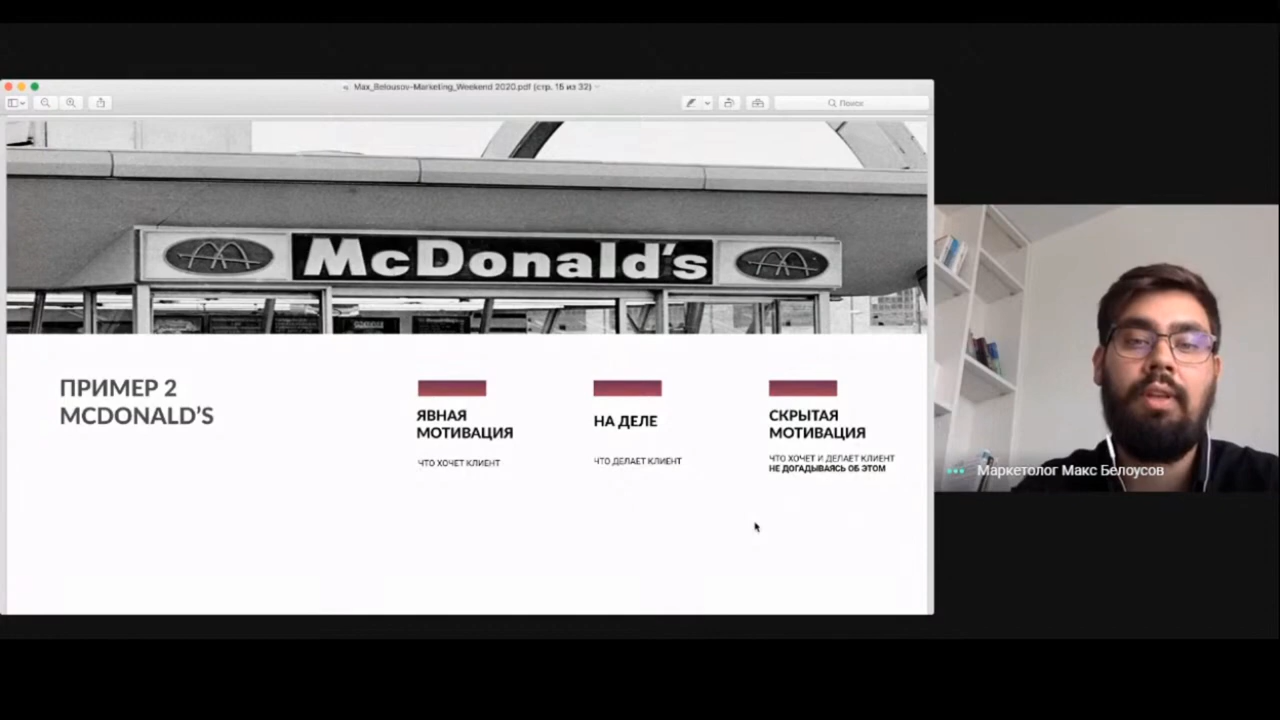 Max_Belousov-Marketing_Weekend 2020.pdf (стр. 15 из 32)
Поиск
McDonald's
ПРИМЕР 2
MCDONALD'S
ЯВНАЯ
МОТИВАЦИЯ
ЧТО ХОЧЕТ КЛИЕНТ
НА ДЕЛЕ
ЧТО ДЕЛАЕТ КЛИЕНТ
СКРЫТАЯ
МОТИВАЦИЯ
ЧТО ХОЧЕТ И ДЕЛАЕТ КЛИЕНТ
НЕ ДОГАДЫВАЯСЬ ОБ ЭТОМ
Маркетолог Макс Белоусов